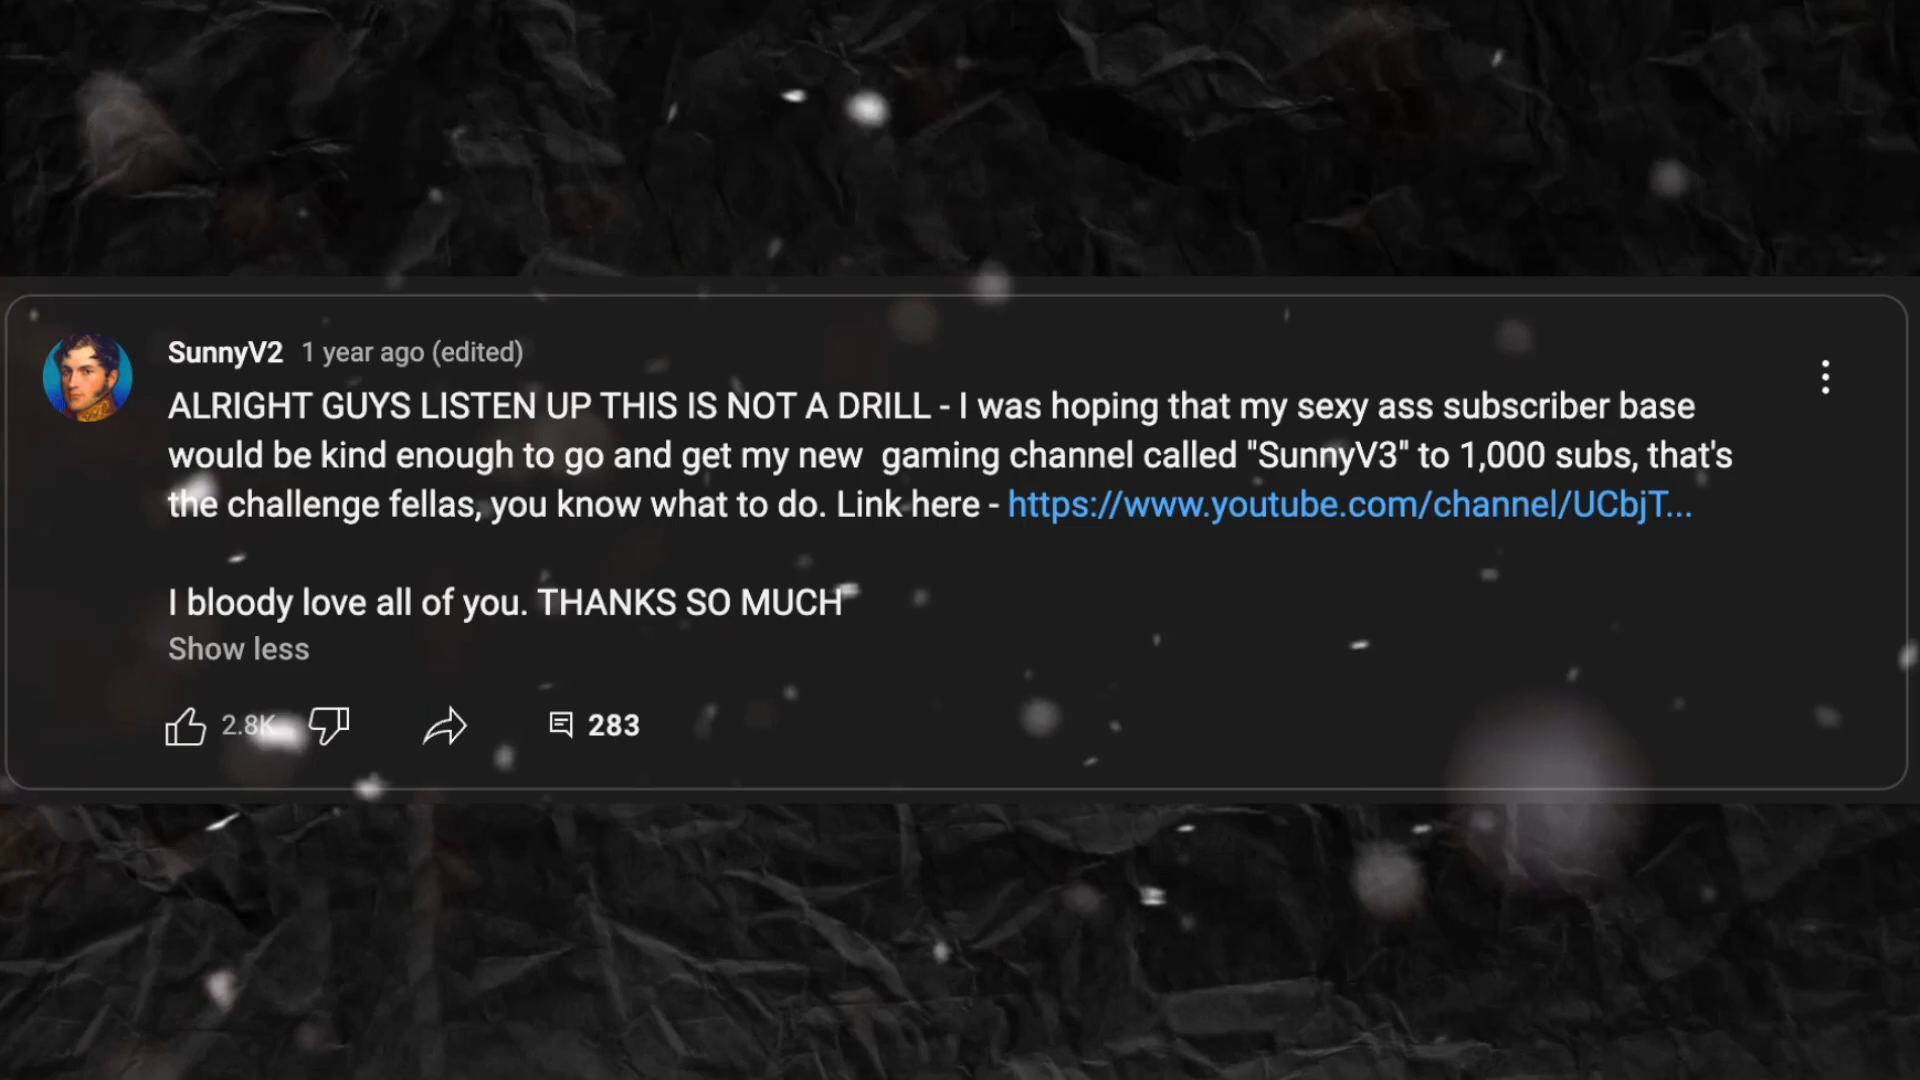 SunnyV2 1 year ago (edited)
ALRIGHT GUYS LISTEN UP THIS IS NOT A DRILL - I was hoping that my sexy ass subscriber base
would be kind enough to go and get my new  gaming channel called "SunnyV3" to 1,000 subs, that's
the challenge fellas, you know what to do. Link here - https://www.youtube.com/channel/UCbjT...
I bloody love all of you. THANKS SO MUCH
Show less
2.8K 283